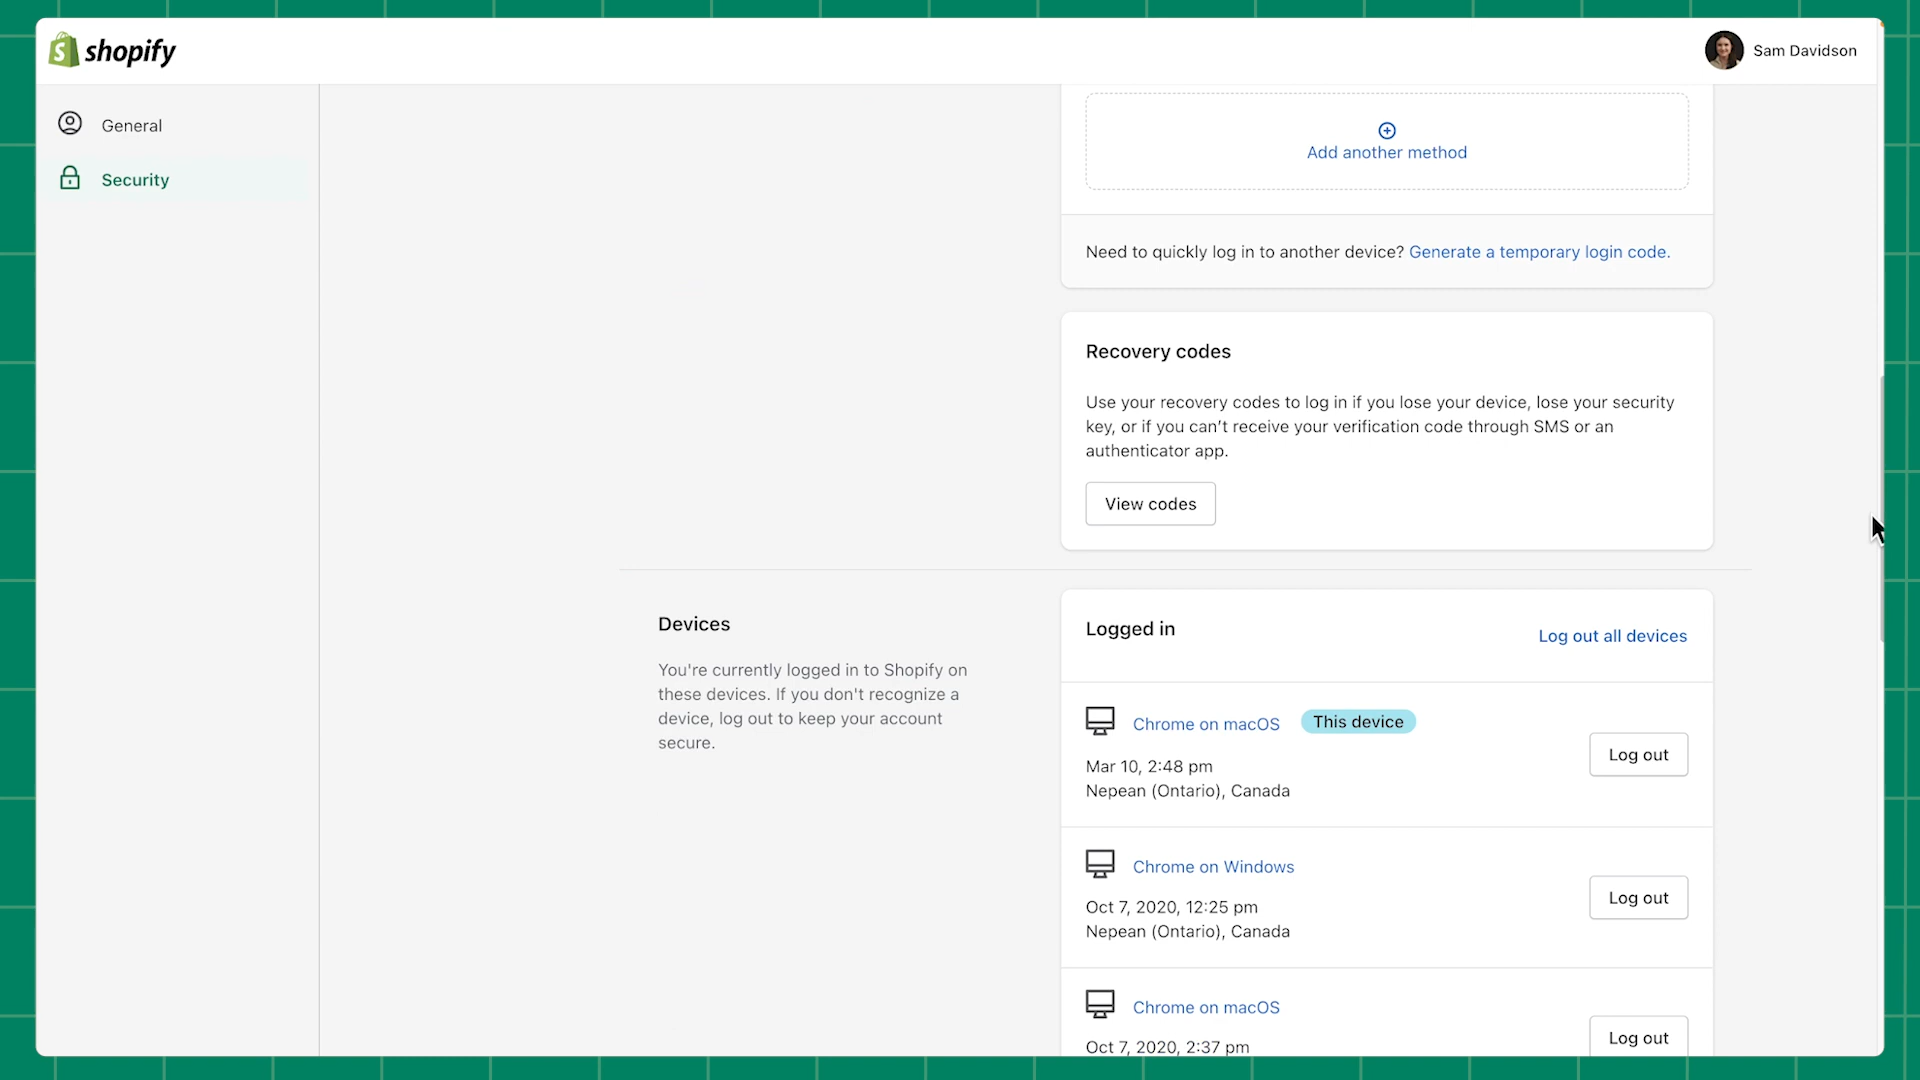 shopify
Sam Davidson
General
Security
Add another method
Need to quickly log in to another device? Generate a temporary login code.
Recovery codes
Use your recovery codes to log in if you lose your device, lose your security
key, or if you can’t receive your verification code through SMS or an
authenticator app.
View codes
Devices
You're currently logged in to Shopify on
these devices. If you don't recognize a
device, log out to keep your account
secure.
Logged in
Log out all devices
Chrome on macOS This device
Mar 10, 2:48 pm
Nepean (Ontario), Canada
Log out
Chrome on Windows
Oct 7, 2020, 12:25 pm
Nepean (Ontario), Canada
Log out
Chrome on macOS
Oct 7, 2020, 2:37 pm
Log out